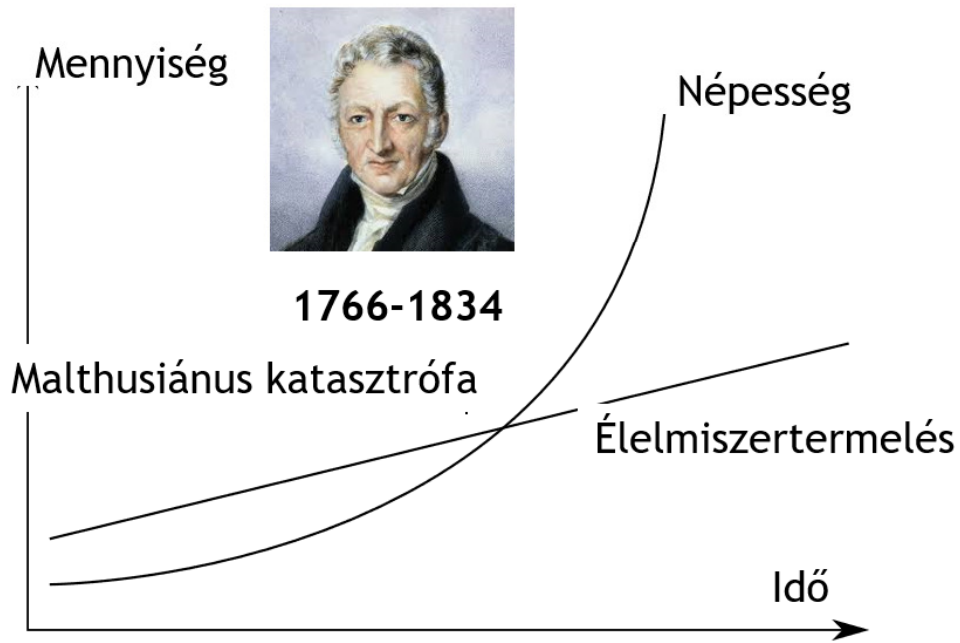 Mennyiség
Népesség
1766-1834
Malthusiánus katasztrófa
Élelmiszertermelés
Idő